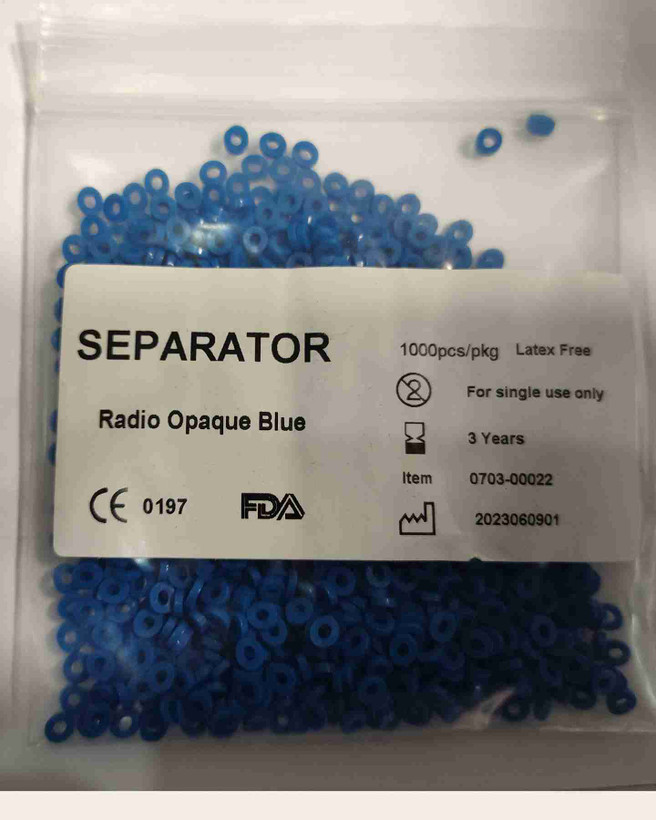 SEPARATOR
Radio Opaque Blue
CE 0197 FDA
1000pcs/pkg Latex Free
2 For single use only
3 Years
Item 0703-00022
2023060901